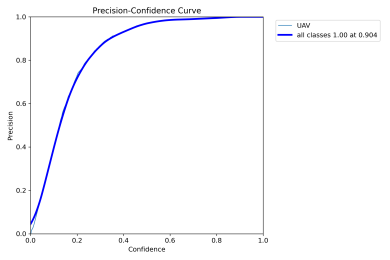 Precision-Confidence Curve
UAV
all classes 1.00 at 0.904
Precision
1.0
0.8
0.6
0.4
0.2
0.0
0.0 0.2 0.4 0.6 0.8 1.0
Confidence